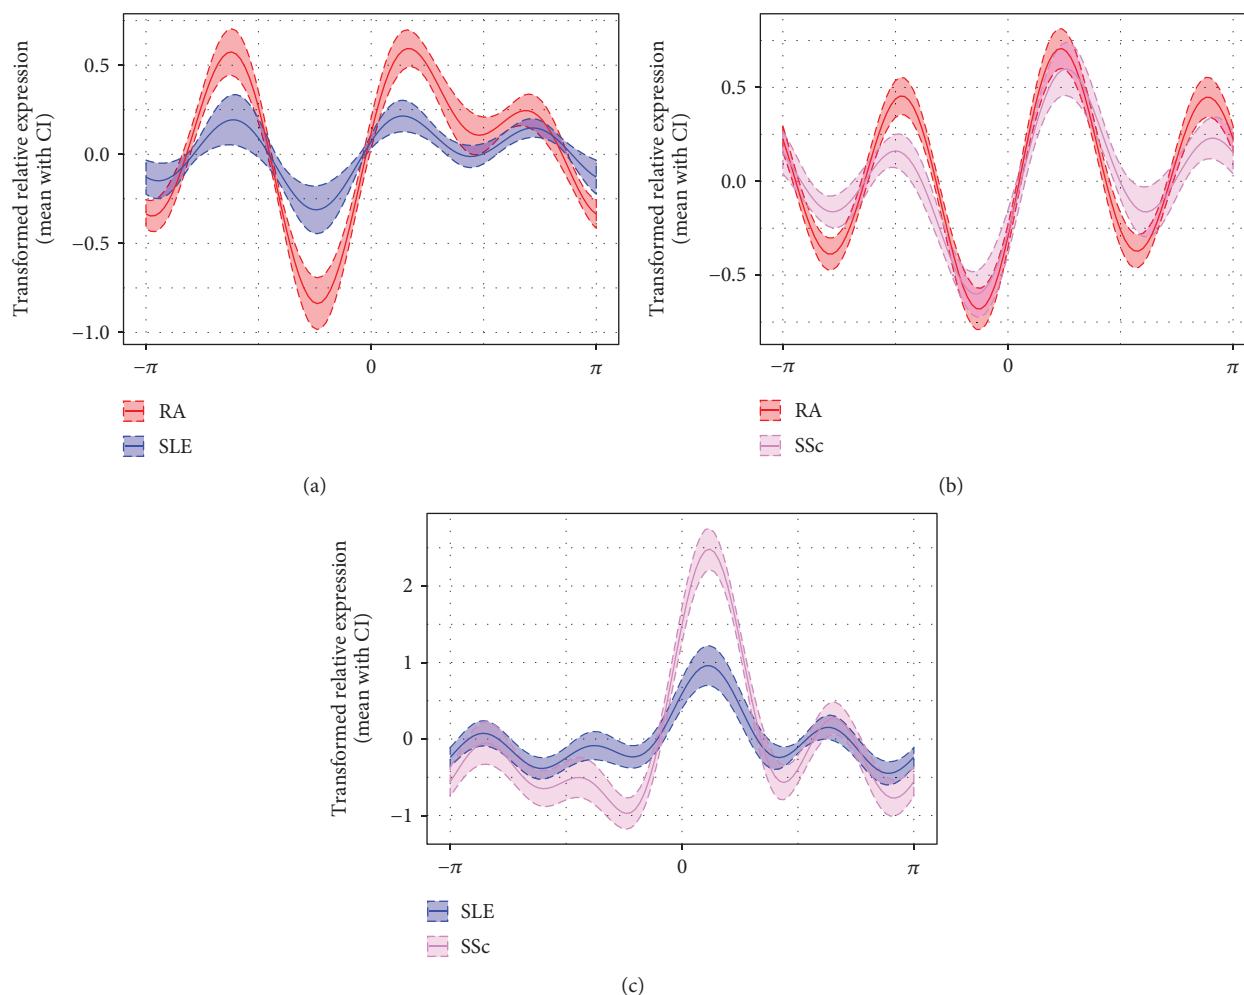 Transformed relative expression
(mean with CI)
0.5
0.0
−0.5
−1.0
−π
0
π
RA
SLE
(a)
Transformed relative expression
(mean with CI)
0.5
0.0
−0.5
−π
0
π
RA
SSc
(b)
Transformed relative expression
(mean with CI)
2
1
0
−1
−π
0
π
SLE
SSc
(c)